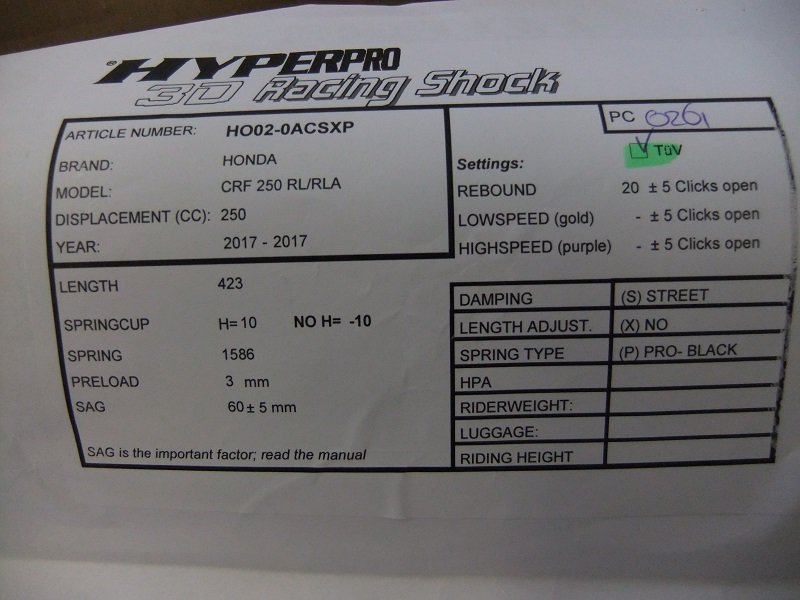 HYPERPRO
3D Racing Shock
ARTICLE NUMBER: HO02-0ACSXP
BRAND: HONDA
MODEL: CRF 250 RL/RLA
DISPLACEMENT (CC): 250
YEAR: 2017 - 2017
PC 0261
TüV
Settings:
REBOUND 20 ± 5 Clicks open
LOWSPEED (gold) - ± 5 Clicks open
HIGHSPEED (purple) - ± 5 Clicks open
LENGTH 423
SPRINGCUP H= 10 NO H= -10
SPRING 1586
PRELOAD 3 mm
SAG 60 ± 5 mm
SAG is the important factor; read the manual
DAMPING (S) STREET
LENGTH ADJUST. (X) NO
SPRING TYPE (P) PRO- BLACK
HPA
RIDERWEIGHT:
LUGGAGE:
RIDING HEIGHT